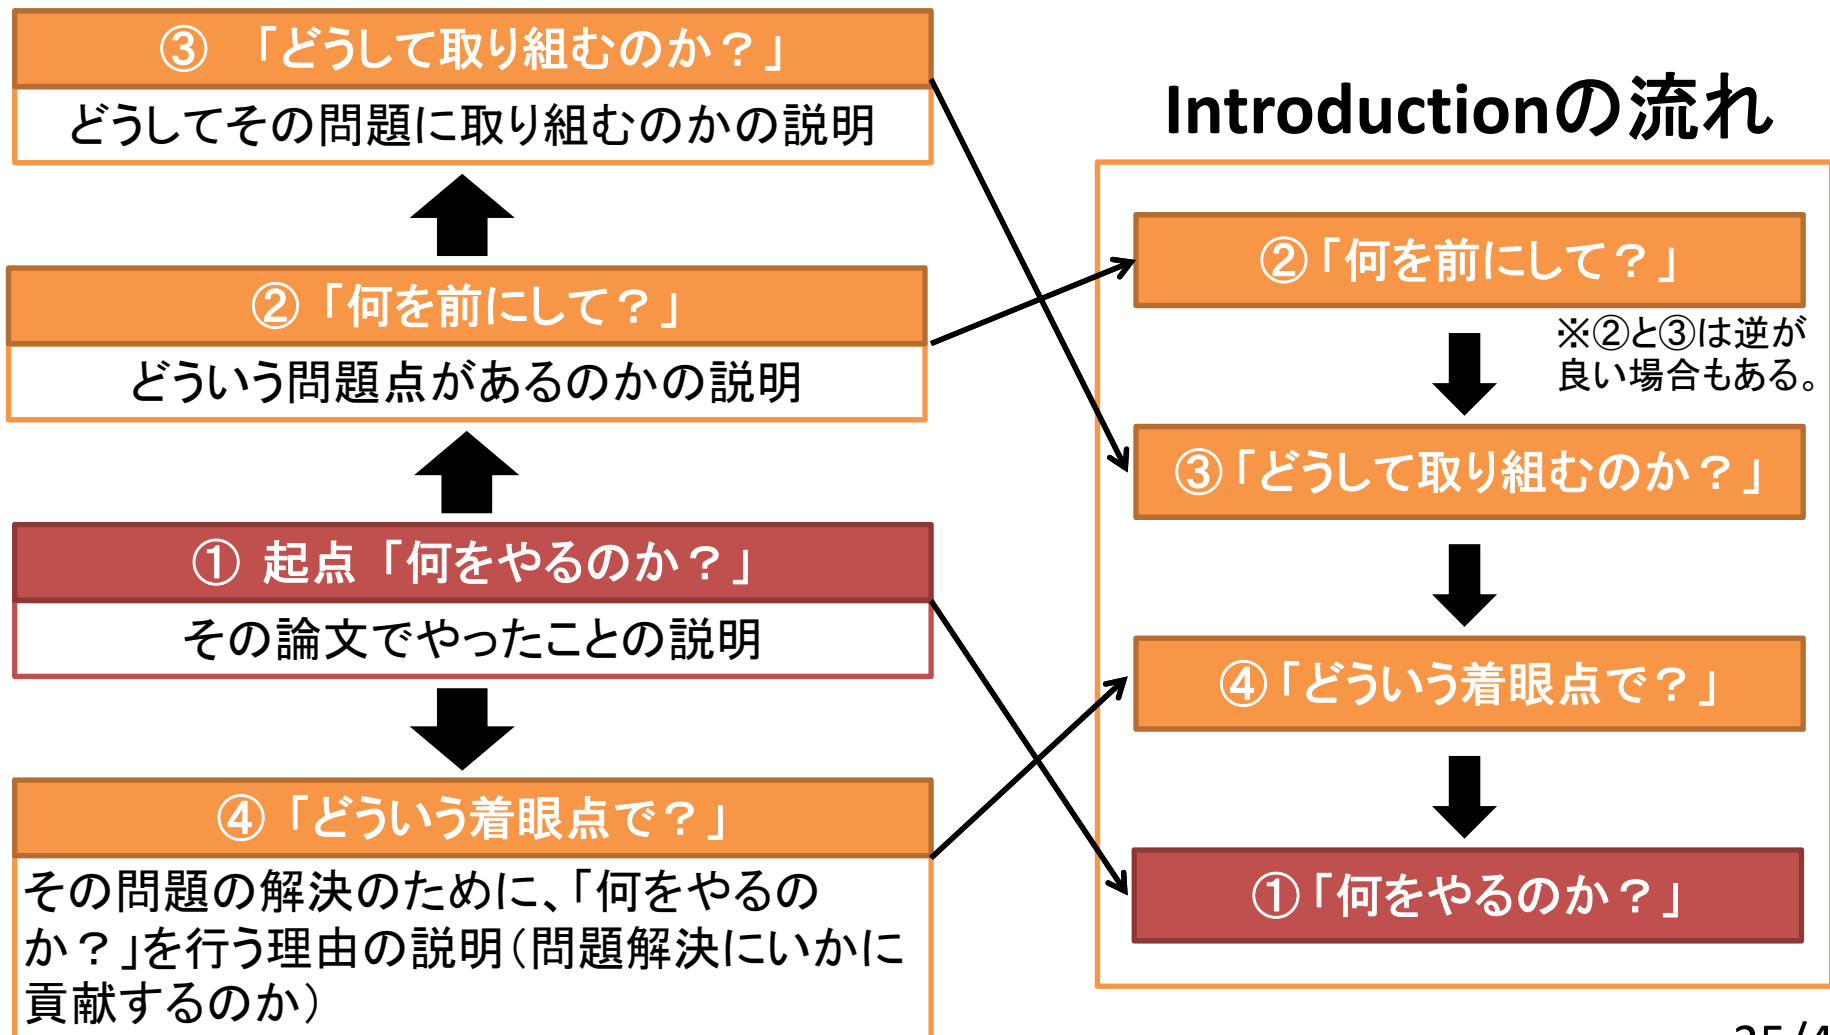 ③ 「どうして取り組むのか？」
どうしてその問題に取り組むのかの説明
② 「何を前にして？」
どういう問題点があるのかの説明
① 起点 「何をやるのか？」
その論文でやったことの説明
④ 「どういう着眼点で？」
その問題の解決のために、「何をやるの
か？」を行う理由の説明（問題解決にいかに
貢献するのか）
Introductionの流れ
② 「何を前にして？」
※②と③は逆が
良い場合もある。
③ 「どうして取り組むのか？」
④ 「どういう着眼点で？」
① 「何をやるのか？」